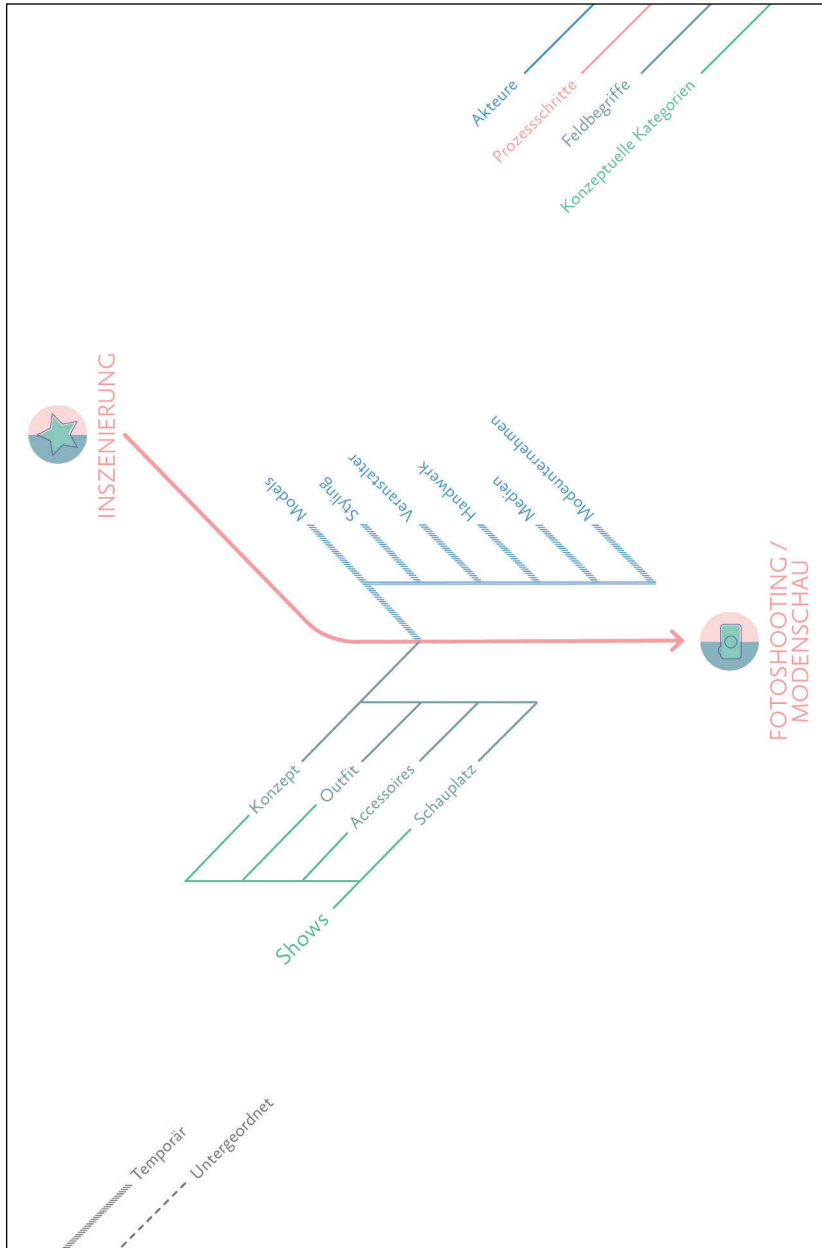 Akteure
Prozessschritte
Feldbegriffe
Konzeptuelle Kategorien
INSZENIERUNG
Models
Styling
Veranstalter
Handwerk
Medien
Modeunternehmen
FOTOSHOOTING /
MODENSCHAU
Konzept
Outfit
Accessoires
Schauplatz
Shows
Temporär
Untergeordnet